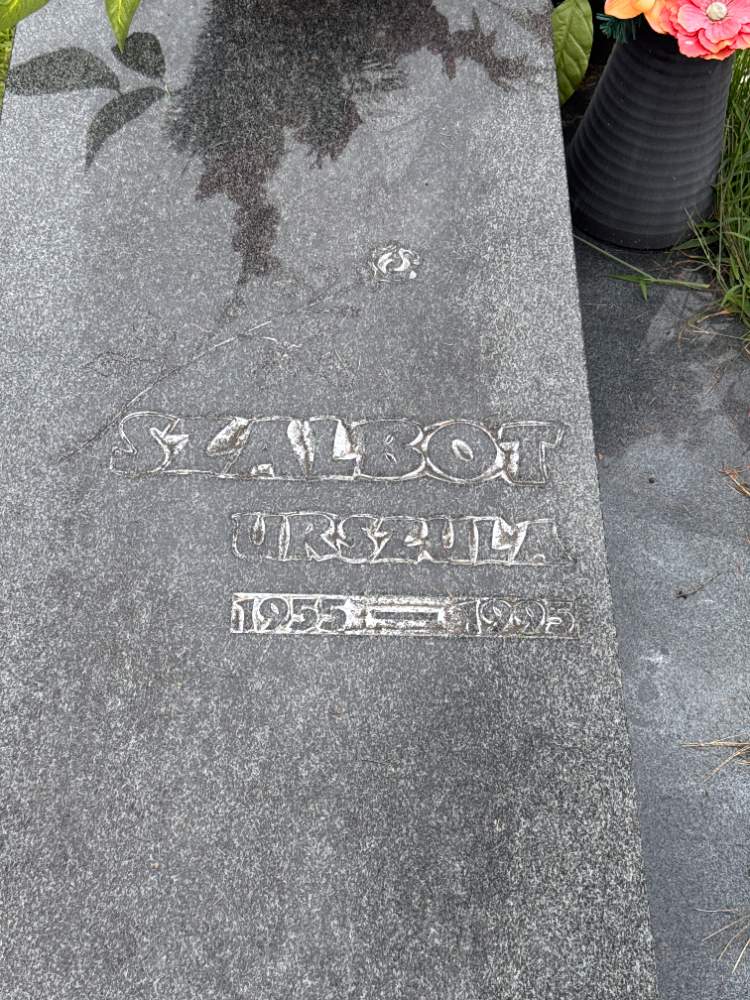 SZALBOT
URSZULA
1955 = 1995